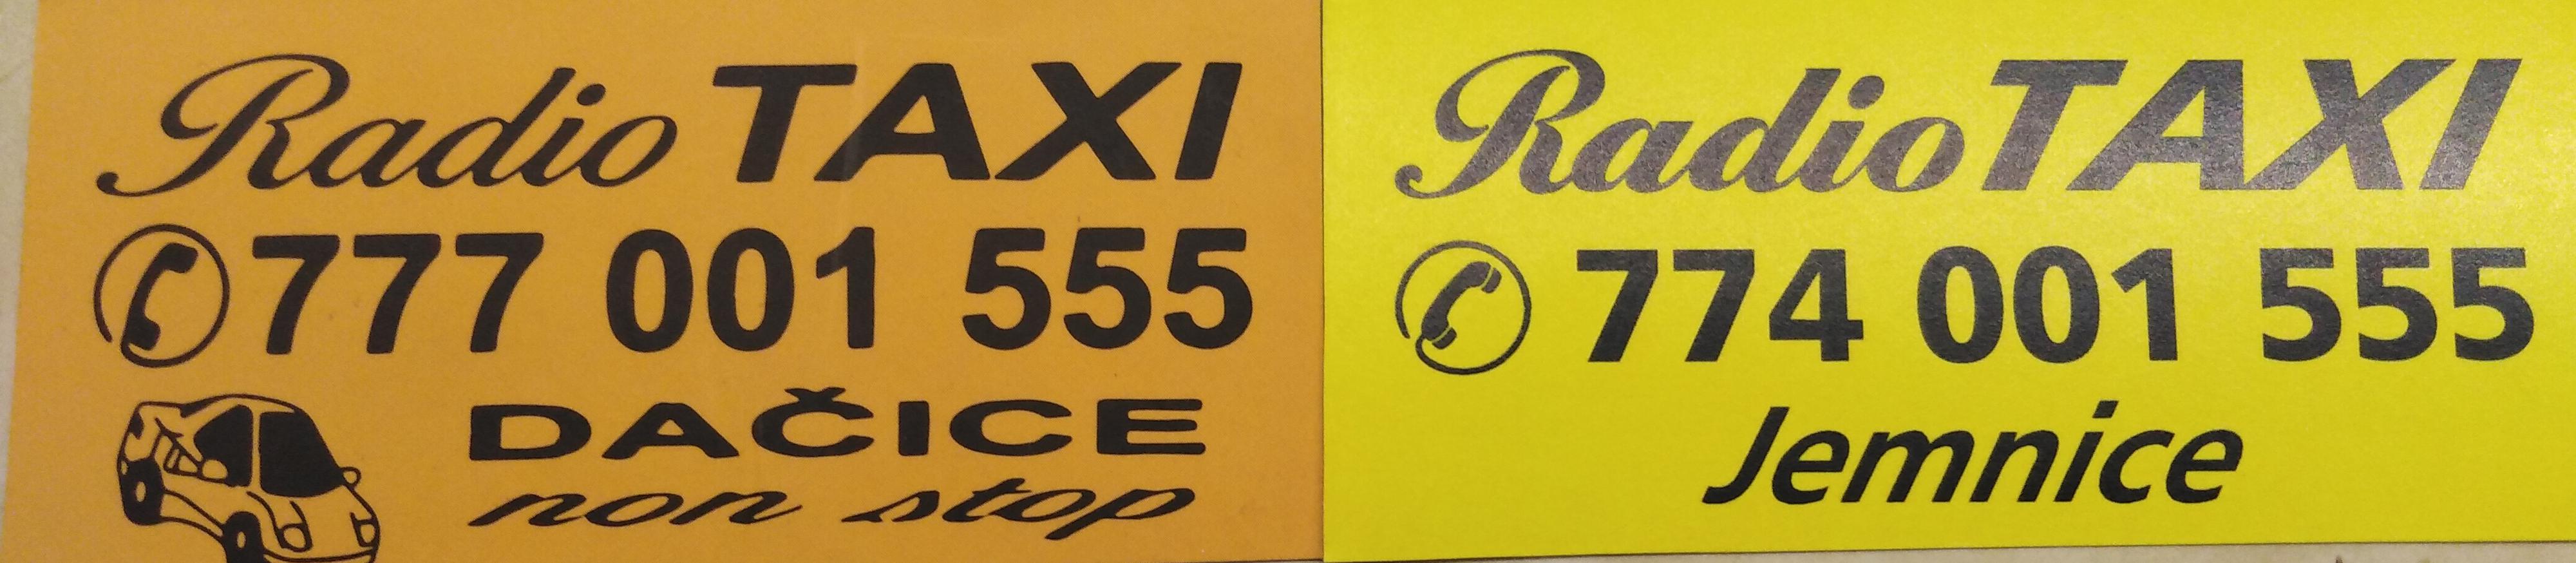 Radio TAXI
777 001 555
DAČICE
non stop
Radio TAXI
774 001 555
Jemnice